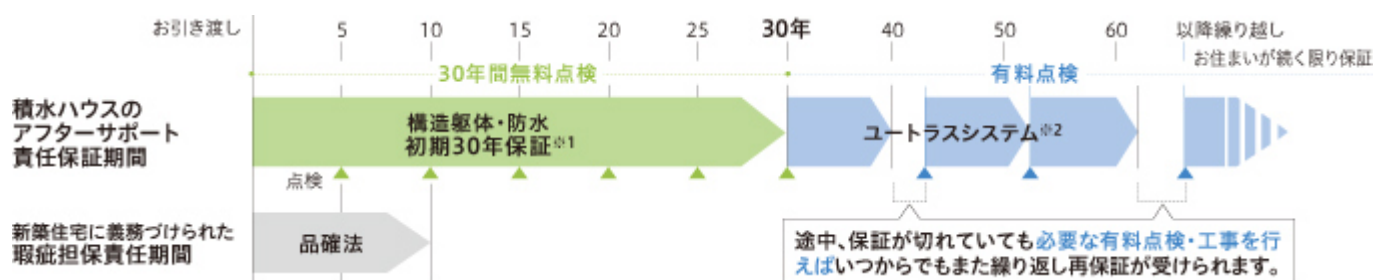 お引き渡し 5 10 15 20 25 30年 40 50 60 以降繰り越し
お住まいが続く限り保証
30年間無料点検 有料点検
積水ハウスの
アフターサポート
責任保証期間
構造躯体・防水
初期30年保証※1
ユートラスシステム※2
点検
新築住宅に義務づけられた
瑕疵担保責任期間
品確法
途中、保証が切れていても必要な有料点検・工事を行
えばいつからでもまた繰り返し再保証が受けられます。